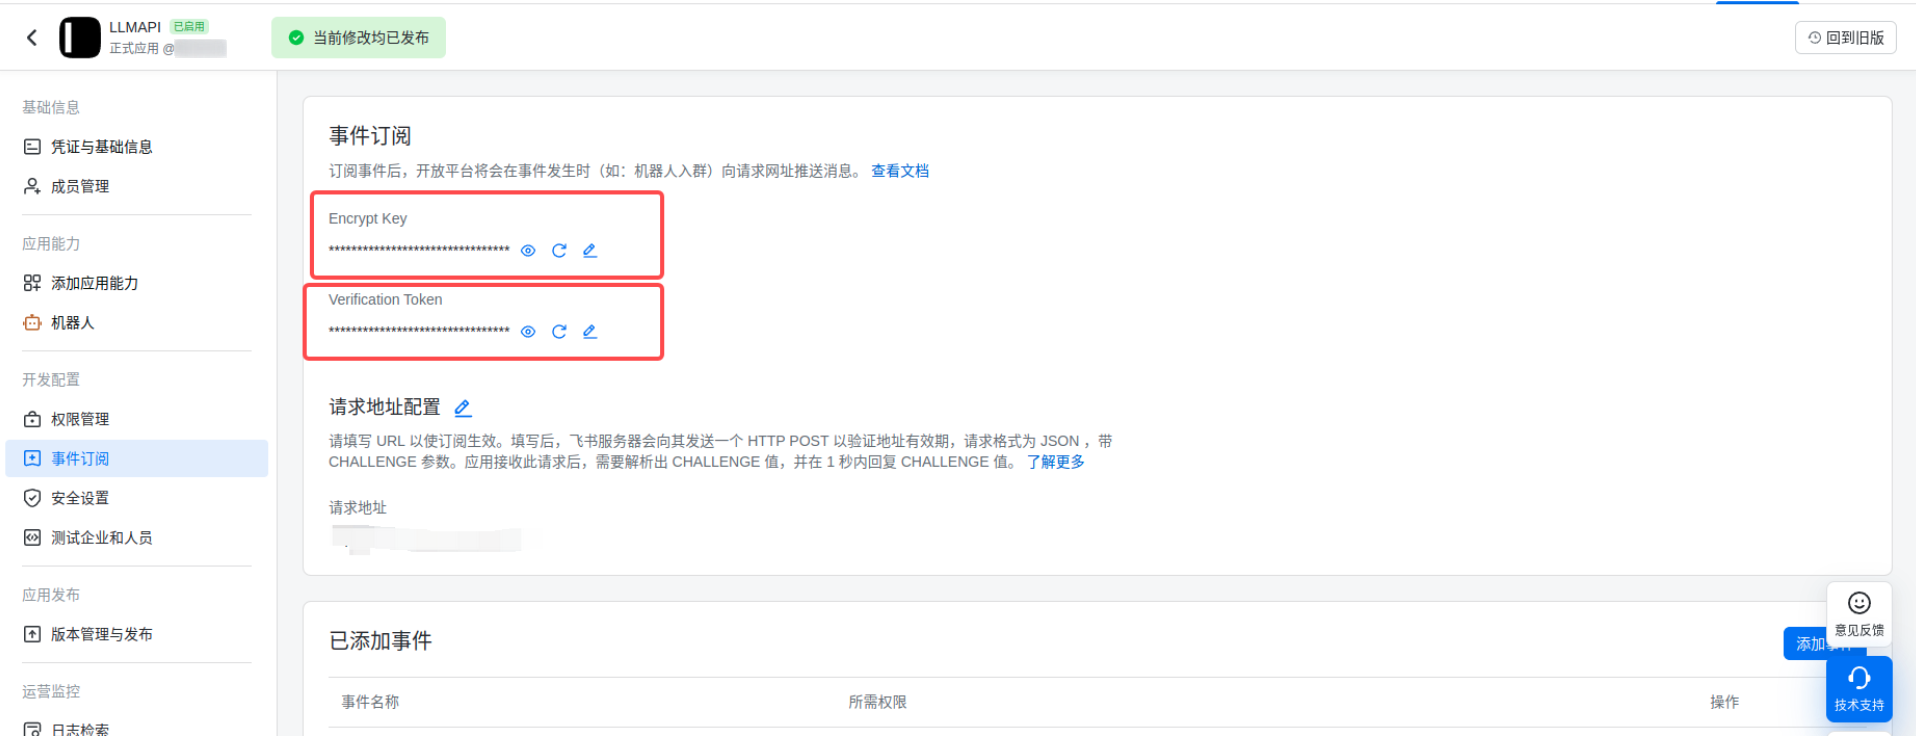 LLMAPI 已启用
正式应用 @
当前修改均已发布
回到旧版
基础信息
凭证与基础信息
成员管理
应用能力
添加应用能力
机器人
开发配置
权限管理
事件订阅
安全设置
测试企业和人员
应用发布
版本管理与发布
运营监控
日志检索
事件订阅
订阅事件后，开放平台将会在事件发生时（如：机器人入群）向请求网址推送消息。 查看文档
Encrypt Key
********************************
Verification Token
********************************
请求地址配置
请填写 URL 以使订阅生效。填写后，飞书服务器会向其发送一个 HTTP POST 以验证地址有效期，请求格式为 JSON ，带
CHALLENGE 参数。应用接收此请求后，需要解析出 CHALLENGE 值，并在 1 秒内回复 CHALLENGE 值。 了解更多
请求地址
已添加事件
添加
事件名称 所需权限 操作
意见反馈
技术支持